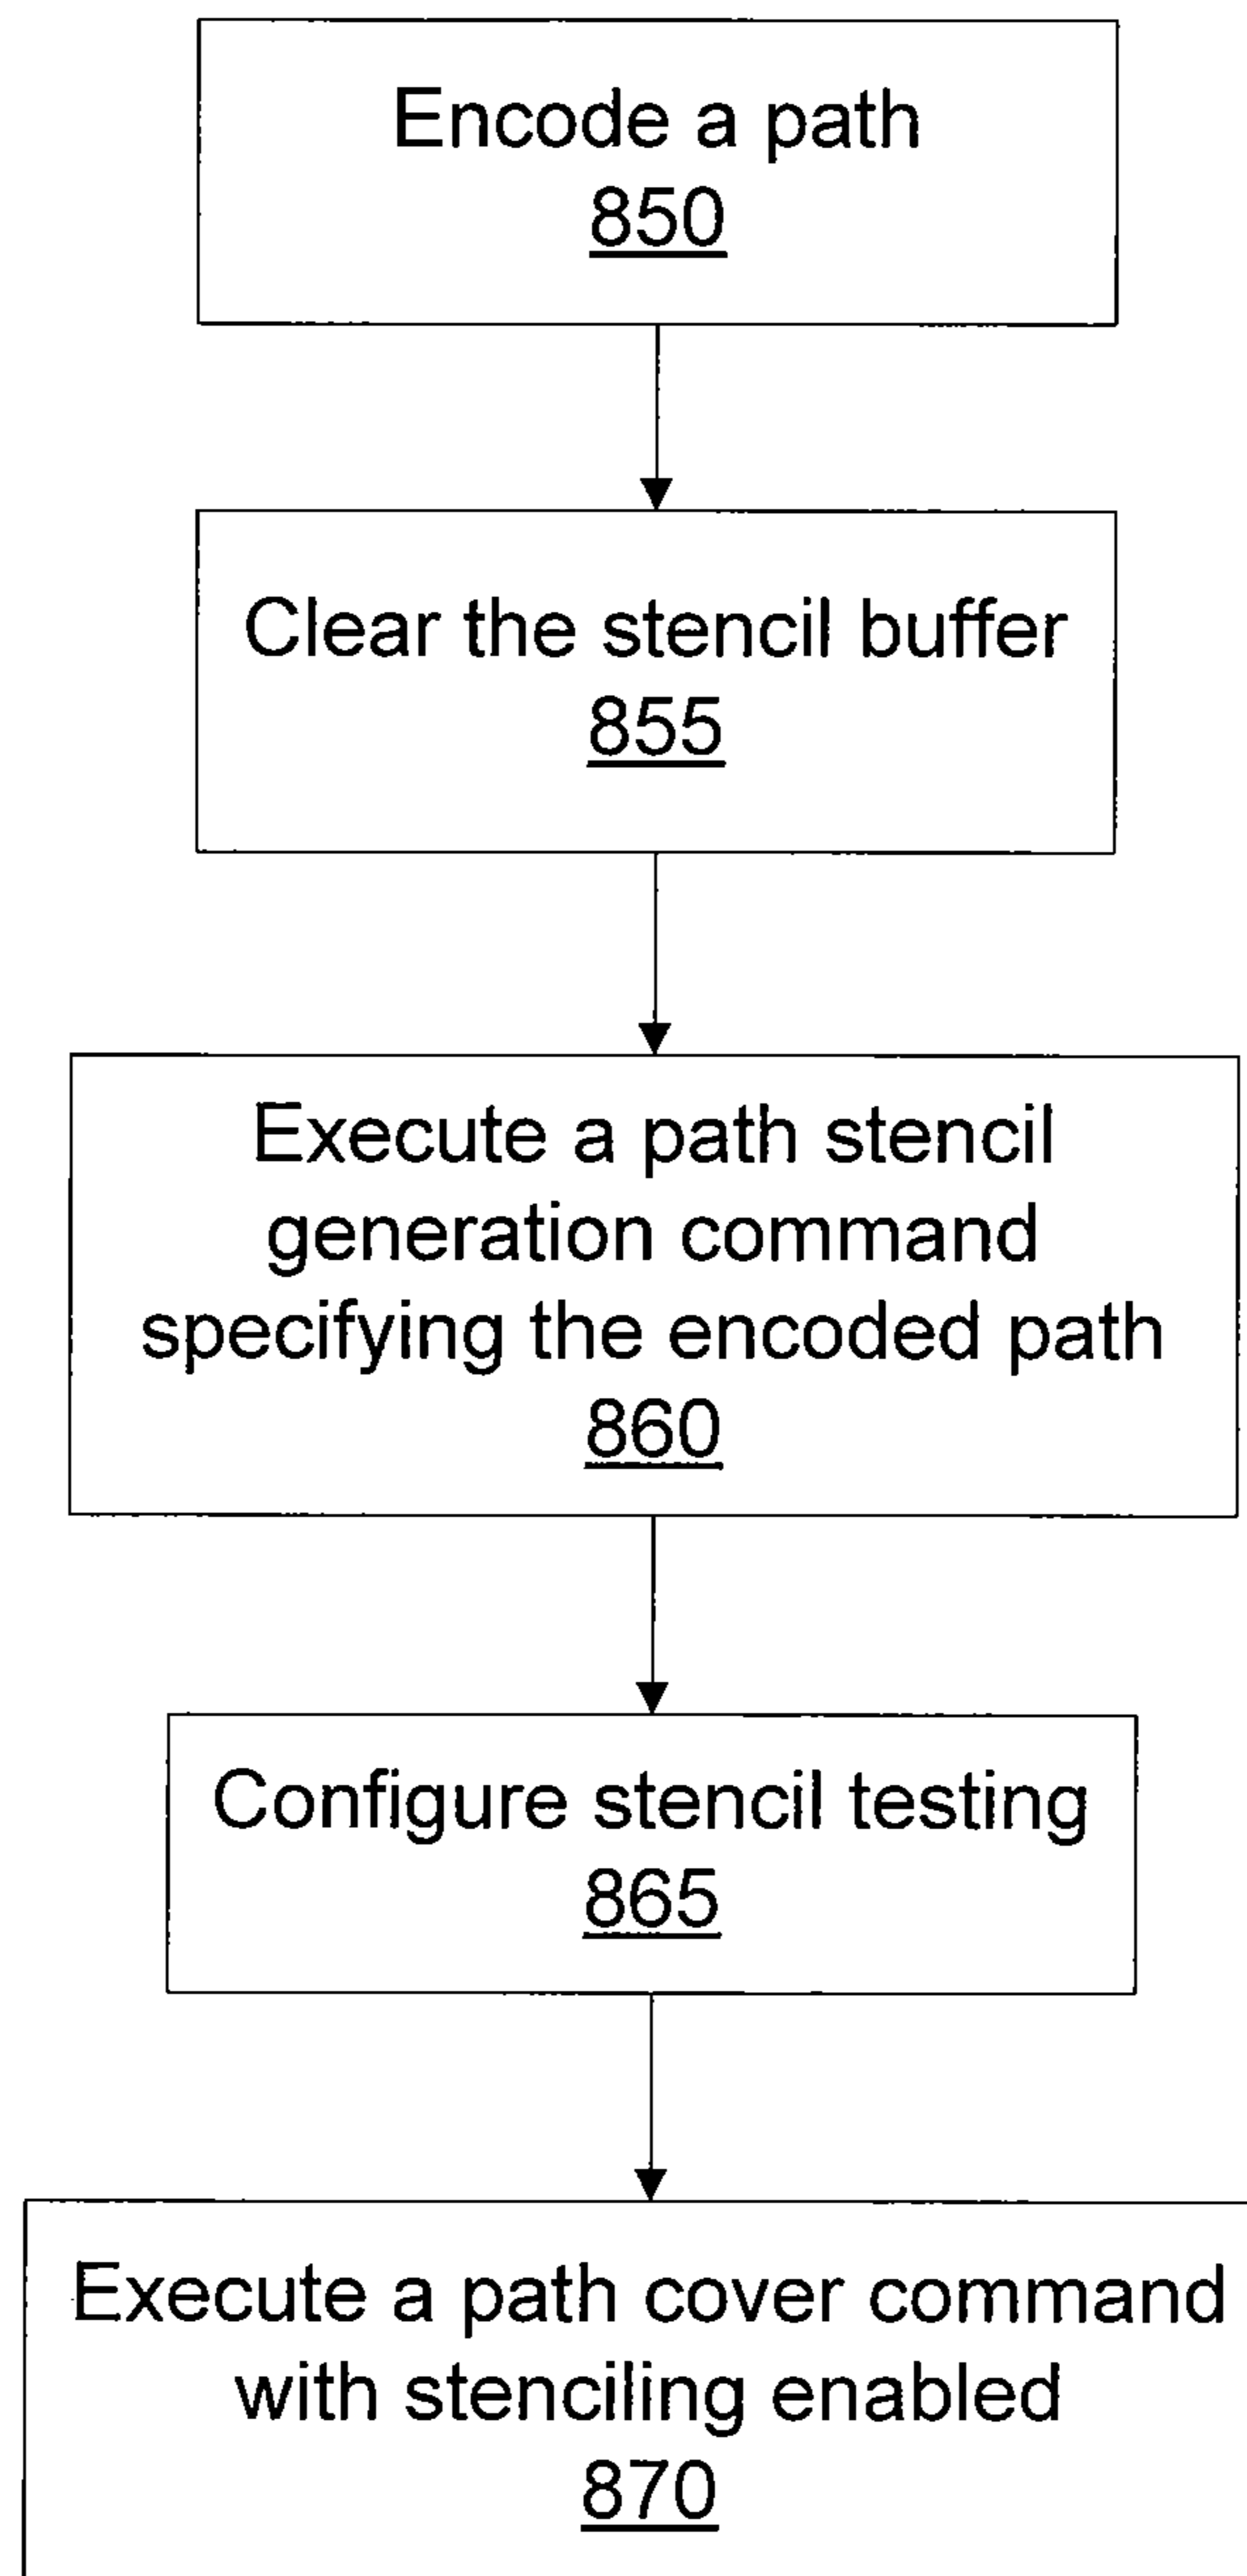 Encode a path
850
Clear the stencil buffer
855
Execute a path stencil
generation command
specifying the encoded path
860
Configure stencil testing
865
Execute a path cover command
with stenciling enabled
870